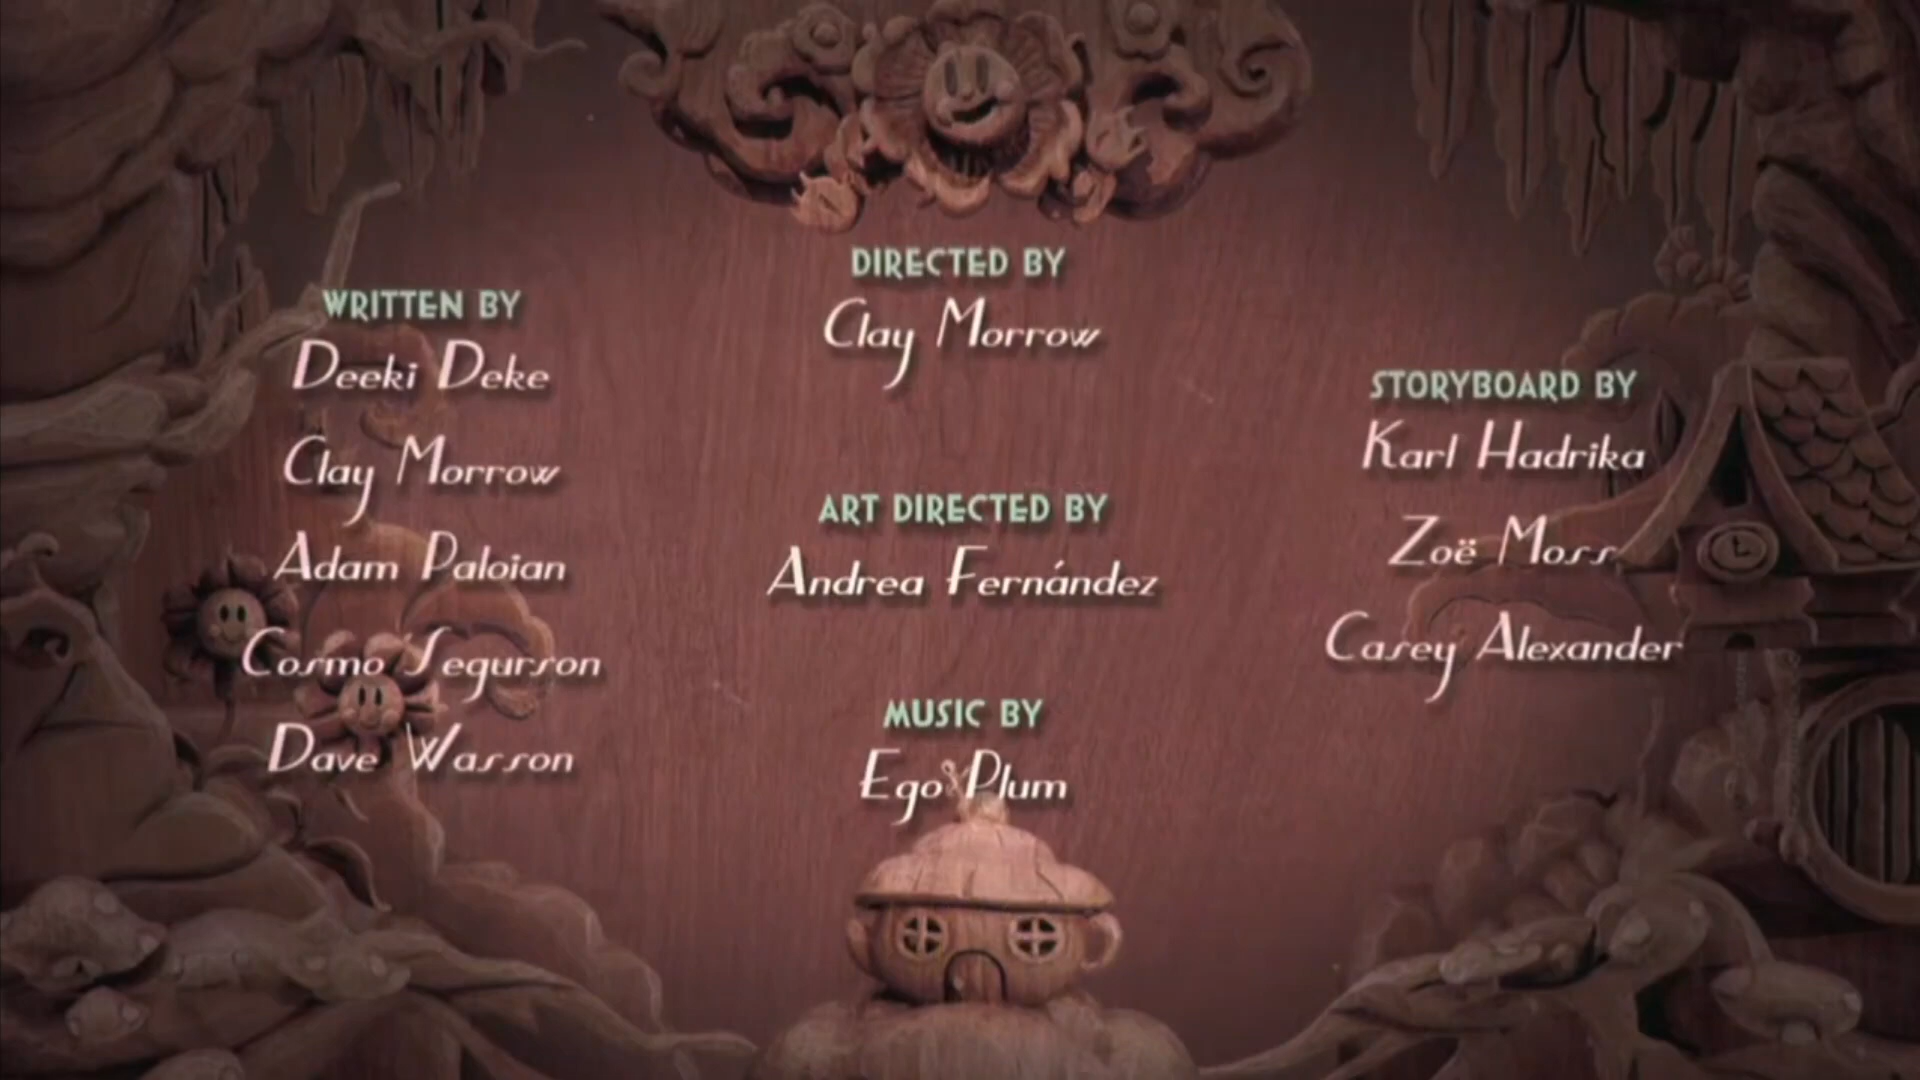 WRITTEN BY
Deeki Deke
Clay Morrow
Adam Paloian
Cosmo Segurson
Dave Wasson
DIRECTED BY
Clay Morrow
ART DIRECTED BY
Andrea Fernández
MUSIC BY
Ego Plum
STORYBOARD BY
Karl Hadrika
Zoë Moss
Casey Alexander